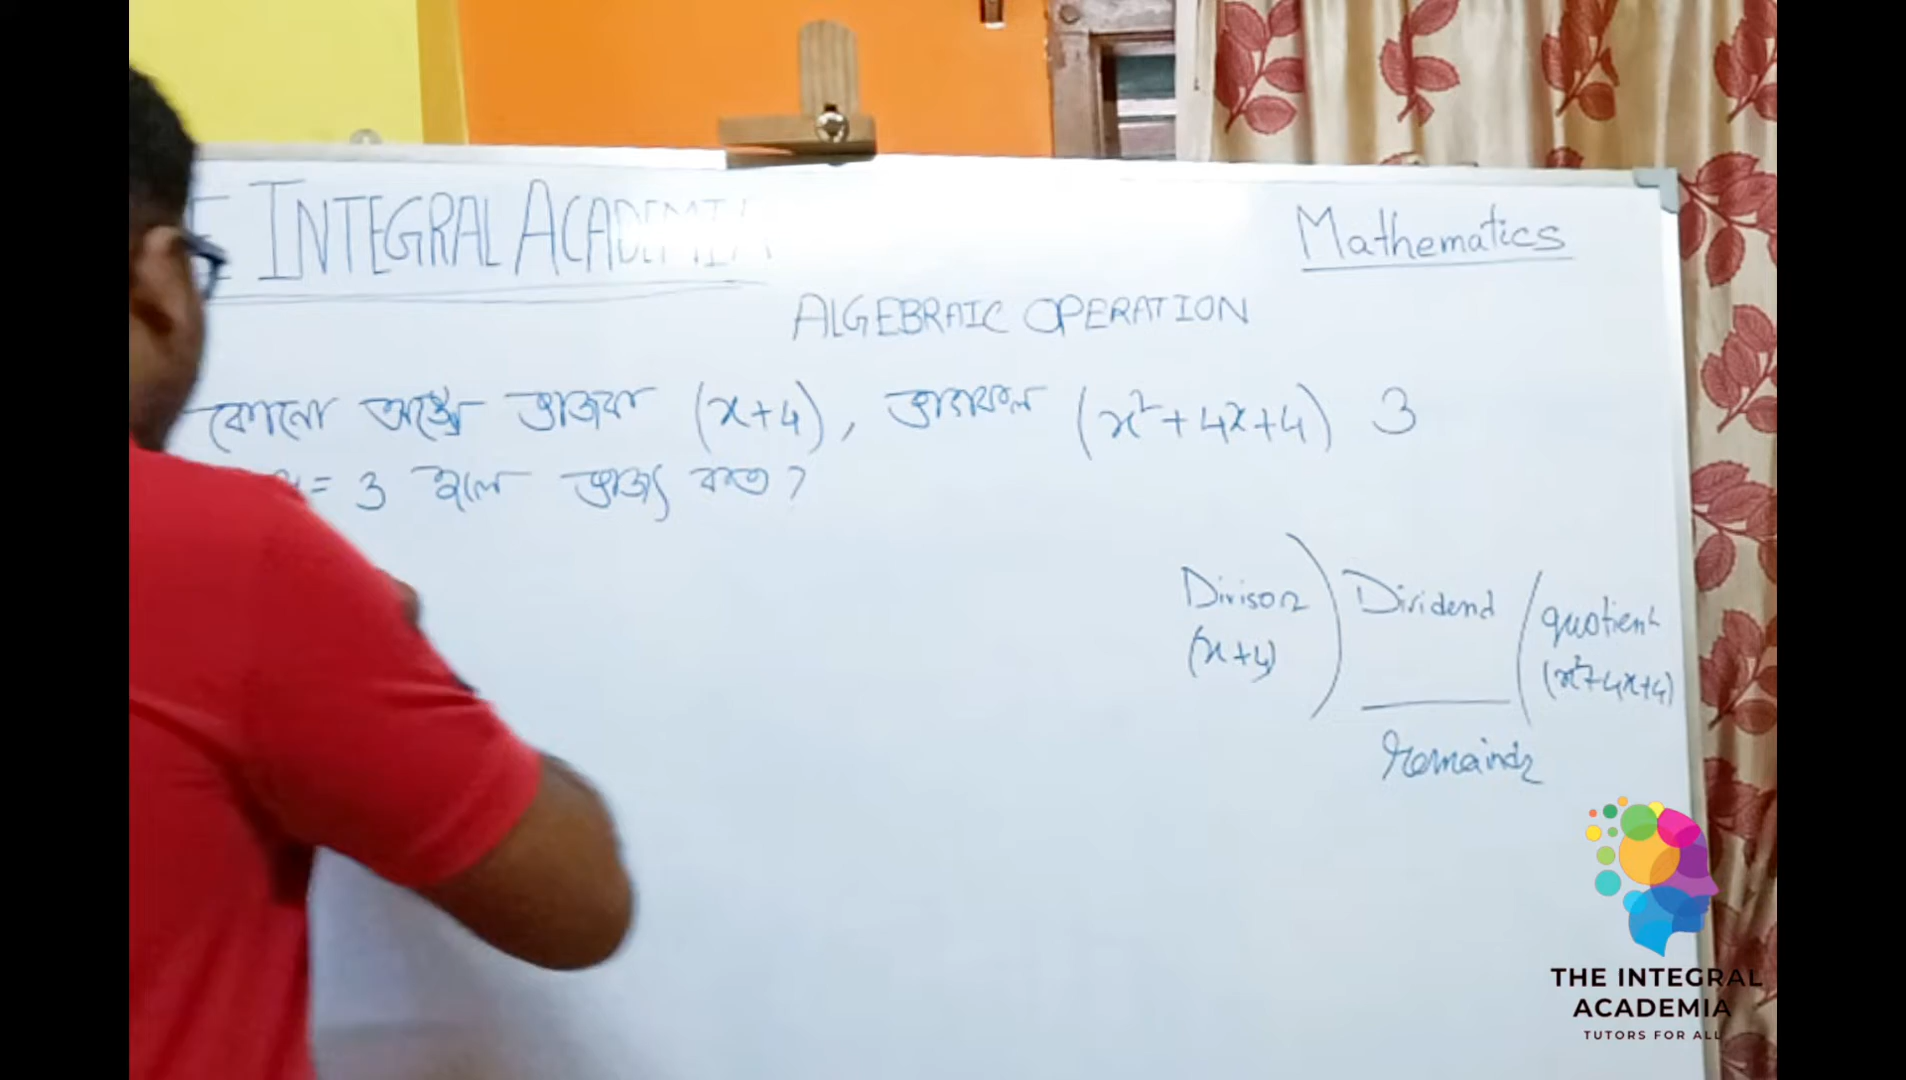 E INTEGRAL ACADEMIA
Mathematics
ALGEBRAIC OPERATION
কোনো অঙ্কে ভাজক (x+4), ভাগফল (x²+4x+4) ও
= 3 হলে ভাজ্য কত?
Divisor
(x+4)
Dividend
quotient
(x²+4x+4)
remainder
THE INTEGRAL
ACADEMIA
TUTORS FOR ALL